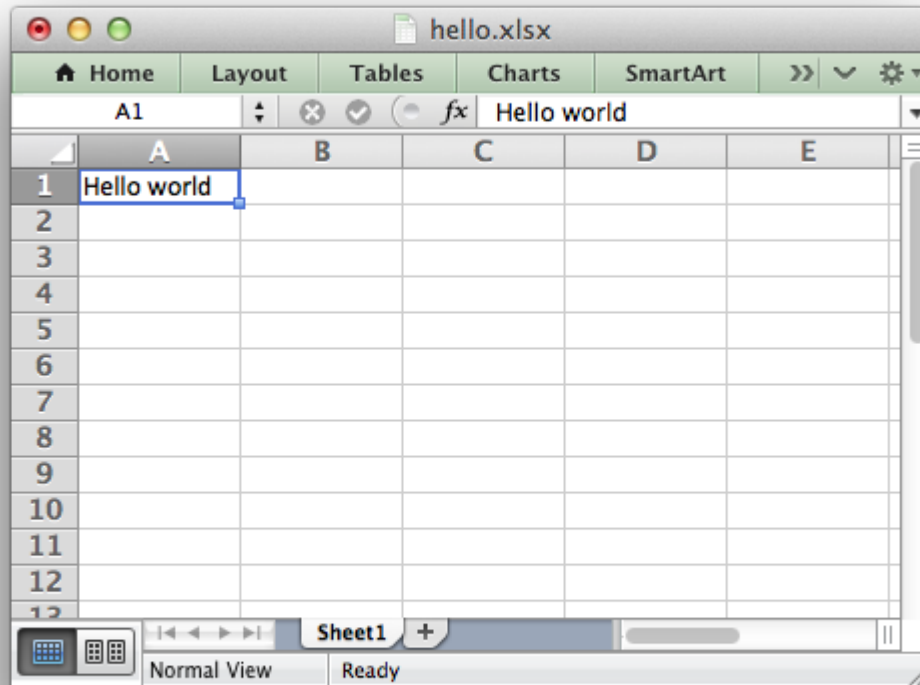 hello.xlsx
Home Layout Tables Charts SmartArt
A1 fx Hello world
A B C D E
1 Hello world
2
3
4
5
6
7
8
9
10
11
12
13
Sheet1 +
Normal View Ready